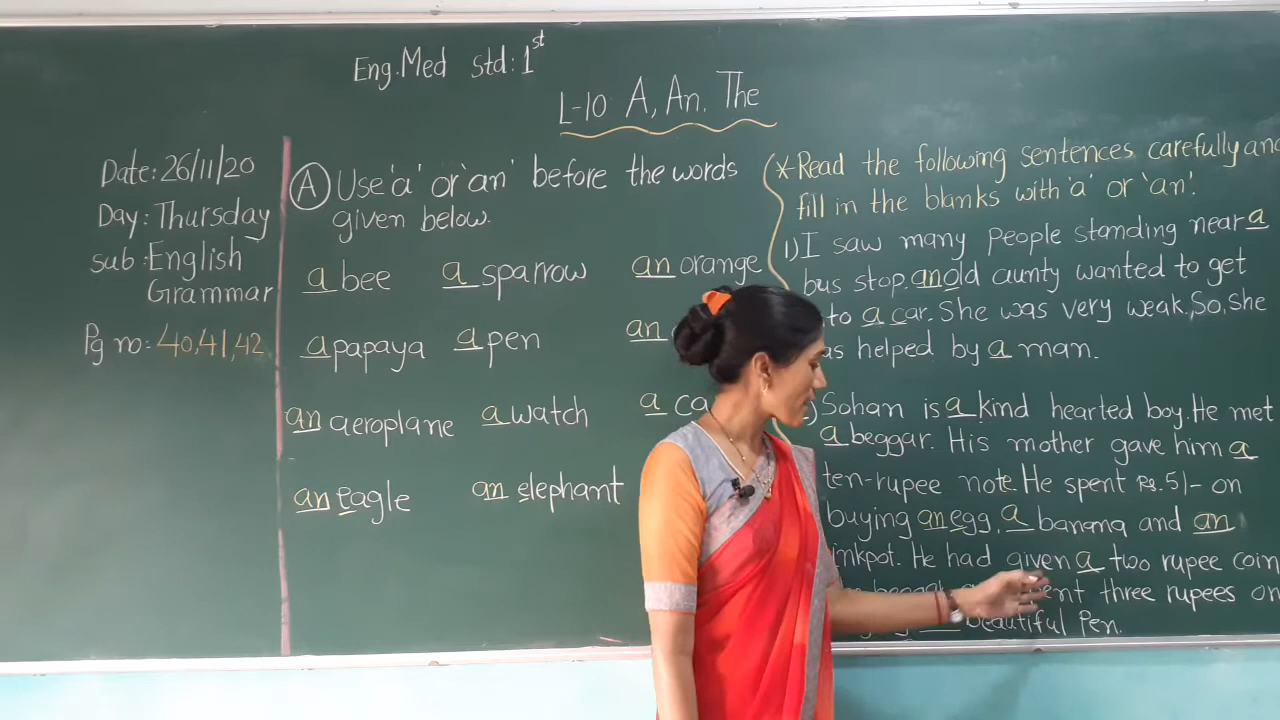 Eng.Med std: 1st
L-10 A, An, The
Date: 26/11/20
Day: Thursday
sub: English
Grammar
Pg no: 40,41,42
A Use 'a' or 'an' before the words
given below.
a bee a sparrow an orange
a papaya a pen an
an aeroplane a watch a
an eagle an elephant
* Read the following sentences carefully and
fill in the blanks with 'a' or 'an'.
1) I saw many people standing near a
bus stop. an old aunty wanted to get
to a car. She was very weak, So, She
helped by a man.
Sohan is a kind hearted boy. He met
a beggar. His mother gave him a
ten-rupee note. He spent Rs. 5/- on
buying an egg, a banana and an
inkpot. He had given a two rupee coin
three rupees on
beautiful Pen.